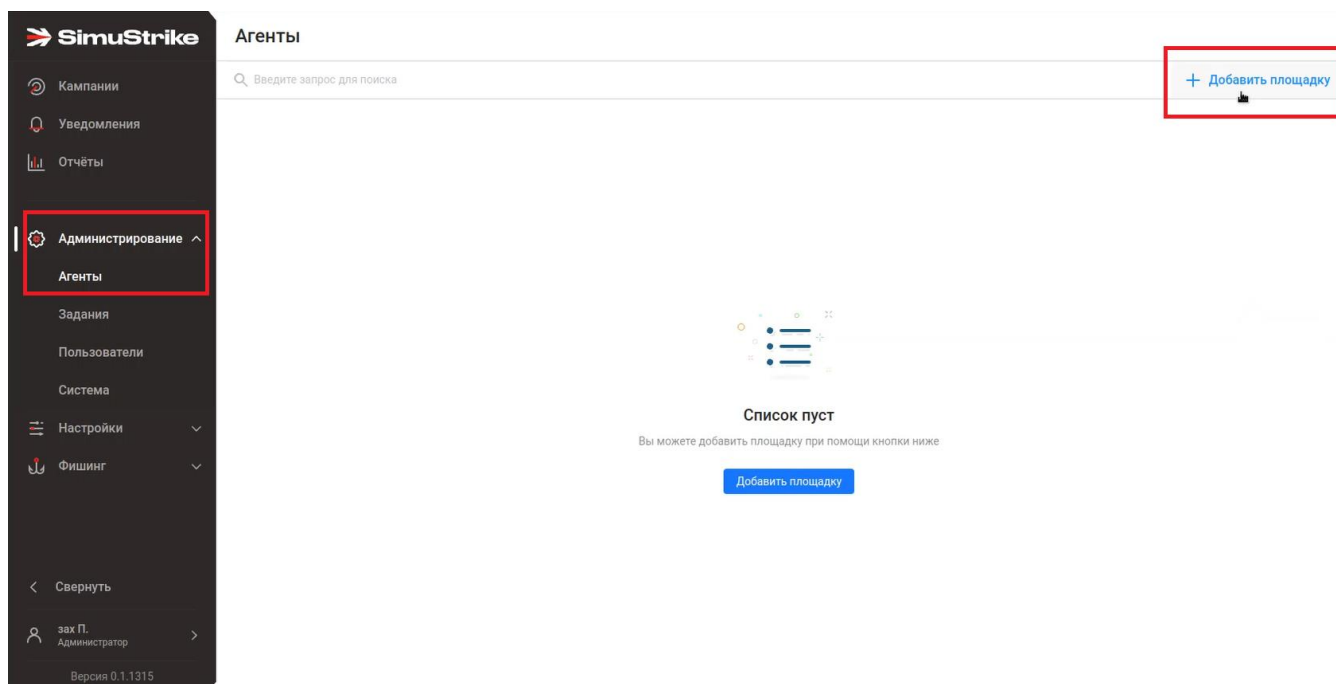 SimuStrike
Агенты
Кампании
Введите запрос для поиска
+ Добавить площадку
Уведомления
Отчёты
Администрирование
Агенты
Задания
Пользователи
Система
Настройки
Фишинг
Список пуст
Вы можете добавить площадку при помощи кнопки ниже
Добавить площадку
Свернуть
зах П.
Администратор
Версия 0.1.1315